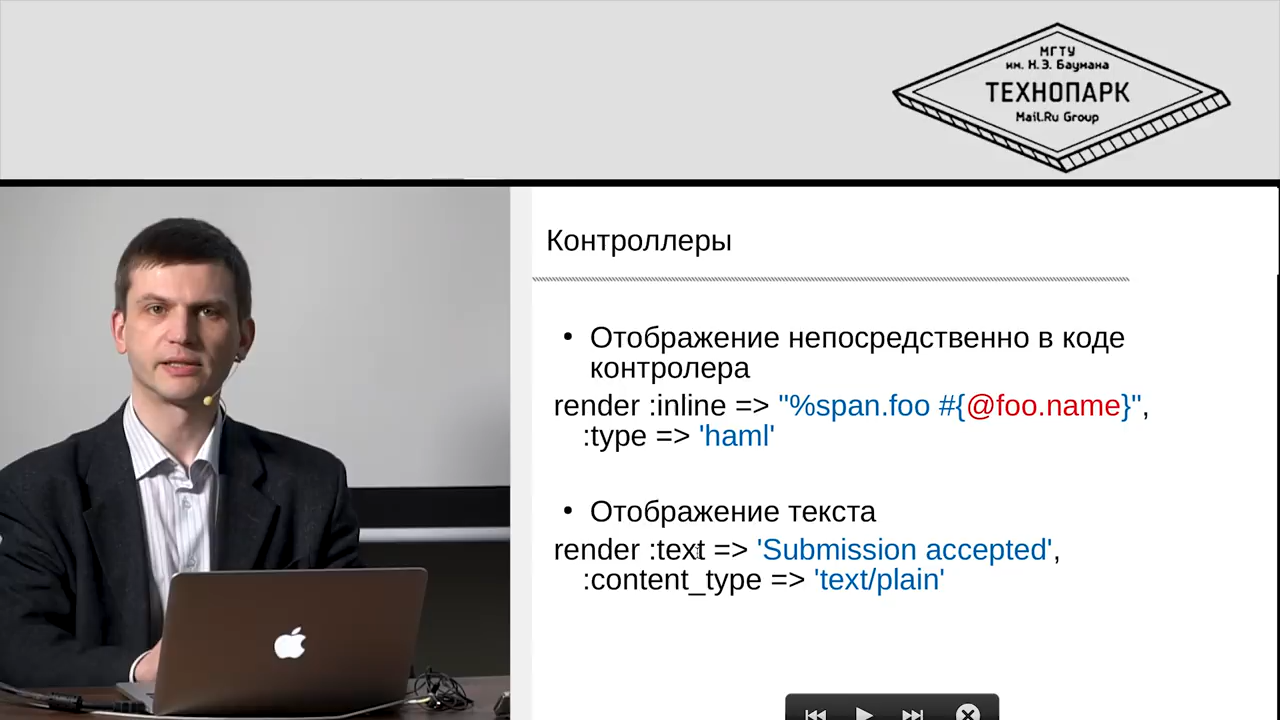 МГТУ
им. Н.Э. Баумана
ТЕХНОПАРК
Mail.Ru Group
Контроллеры
• Отображение непосредственно в коде
контролера
render :inline => "%span.foo #{@foo.name}",
:type => 'haml'
• Отображение текста
render :text => 'Submission accepted',
:content_type => 'text/plain'